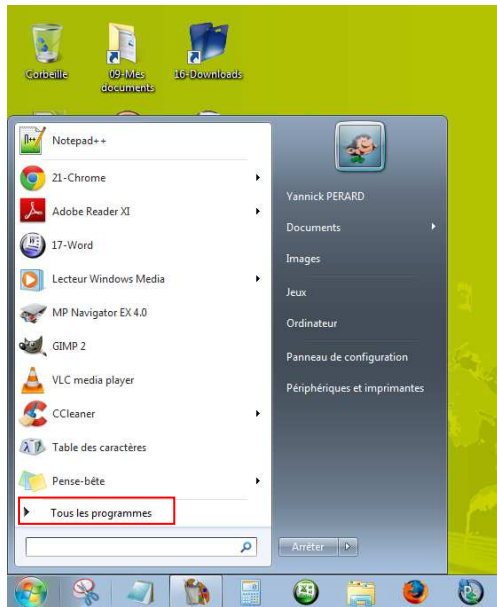 Corbeille
09-Mes documents
16-Downloads
Notepad++
21-Chrome
Adobe Reader XI
17-Word
Lecteur Windows Media
MP Navigator EX 4.0
GIMP 2
VLC media player
CCleaner
Table des caractères
Pense-bête
Tous les programmes
Yannick PERARD
Documents
Images
Jeux
Ordinateur
Panneau de configuration
Périphériques et imprimantes
Arrêter